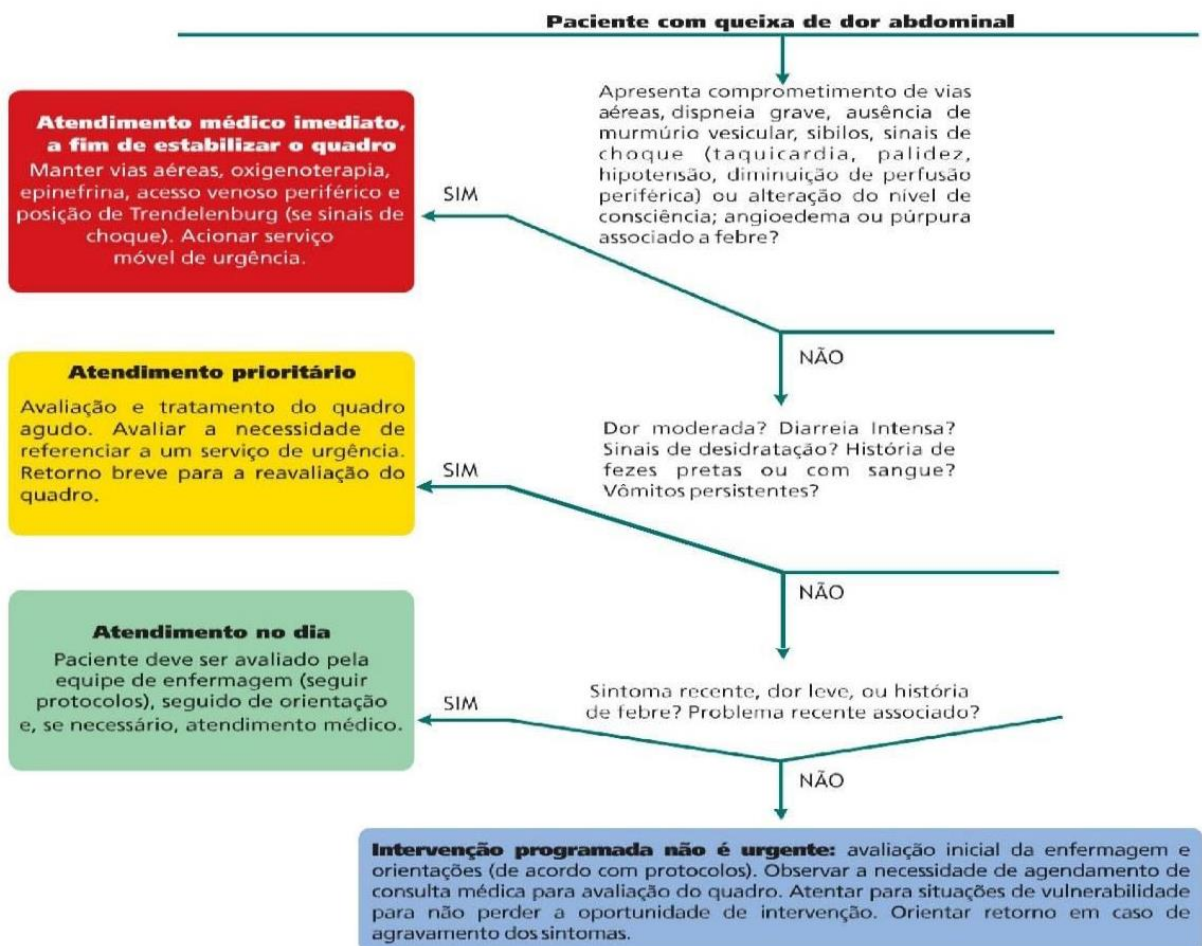 Paciente com queixa de dor abdominal
Apresenta comprometimento de vias
aéreas, dispneia grave, ausência de
murmúrio vesicular, sibilos, sinais de
choque (taquicardia, palidez,
hipotensão, diminuição de perfusão
periférica) ou alteração do nível de
consciência; angioedema ou púrpura
associado a febre?
SIM
Atendimento médico imediato,
a fim de estabilizar o quadro
Manter vias aéreas, oxigenoterapia,
epinefrina, acesso venoso periférico e
posição de Trendelenburg (se sinais de
choque). Acionar serviço
móvel de urgência.
NÃO
Dor moderada? Diarreia Intensa?
Sinais de desidratação? História de
fezes pretas ou com sangue?
Vômitos persistentes?
SIM
Atendimento prioritário
Avaliação e tratamento do quadro
agudo. Avaliar a necessidade de
referenciar a um serviço de urgência.
Retorno breve para a reavaliação do
quadro.
NÃO
Sintoma recente, dor leve, ou história
de febre? Problema recente associado?
SIM
Atendimento no dia
Paciente deve ser avaliado pela
equipe de enfermagem (seguir
protocolos), seguido de orientação
e, se necessário, atendimento médico.
NÃO
Intervenção programada não é urgente: avaliação inicial da enfermagem e
orientações (de acordo com protocolos). Observar a necessidade de agendamento de
consulta médica para avaliação do quadro. Atentar para situações de vulnerabilidade
para não perder a oportunidade de intervenção. Orientar retorno em caso de
agravamento dos sintomas.